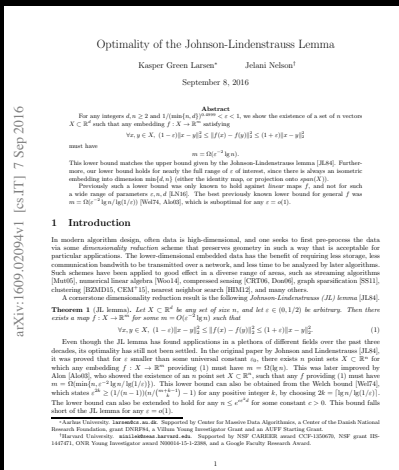 Optimality of the Johnson-Lindenstrauss Lemma
Kasper Green Larsen* Jelani Nelson†
September 8, 2016
Abstract
For any integers d, n ≥ 2 and 1/(min{n, d})^0.4999 < ε < 1, we show the existence of a set of n vectors
X ⊂ ℝ^d such that any embedding f : X → ℝ^m satisfying
∀x, y ∈ X, (1 − ε)‖x − y‖₂² ≤ ‖f(x) − f(y)‖₂² ≤ (1 + ε)‖x − y‖₂²
must have
m = Ω(ε⁻² lg n).
This lower bound matches the upper bound given by the Johnson-Lindenstrauss lemma [JL84]. Further-
more, our lower bound holds for nearly the full range of ε of interest, since there is always an isometric
embedding into dimension min{d, n} (either the identity map, or projection onto span(X)).
Previously such a lower bound was only known to hold against linear maps f, and not for such
a wide range of parameters ε, n, d [LN16]. The best previously known lower bound for general f was
m = Ω(ε⁻² lg n/ lg(1/ε)) [Wel74, Alo03], which is suboptimal for any ε = o(1).
1 Introduction
In modern algorithm design, often data is high-dimensional, and one seeks to first pre-process the data
via some dimensionality reduction scheme that preserves geometry in such a way that is acceptable for
particular applications. The lower-dimensional embedded data has the benefit of requiring less storage, less
communication bandwidth to be transmitted over a network, and less time to be analyzed by later algorithms.
Such schemes have been applied to good effect in a diverse range of areas, such as streaming algorithms
[Mut05], numerical linear algebra [Woo14], compressed sensing [CRT06, Don06], graph sparsification [SS11],
clustering [BZMD15, CEM⁺15], nearest neighbor search [HIM12], and many others.
A cornerstone dimensionality reduction result is the following Johnson-Lindenstrauss (JL) lemma [JL84].
Theorem 1 (JL lemma). Let X ⊂ ℝ^d be any set of size n, and let ε ∈ (0, 1/2) be arbitrary. Then there
exists a map f : X → ℝ^m for some m = O(ε⁻² lg n) such that
∀x, y ∈ X, (1 − ε)‖x − y‖₂² ≤ ‖f(x) − f(y)‖₂² ≤ (1 + ε)‖x − y‖₂². (1)
Even though the JL lemma has found applications in a plethora of different fields over the past three
decades, its optimality has still not been settled. In the original paper by Johnson and Lindenstrauss [JL84],
it was proved that for ε smaller than some universal constant ε₀, there exists n point sets X ⊂ ℝⁿ for
which any embedding f : X → ℝ^m providing (1) must have m = Ω(lg n). This was later improved by
Alon [Alo03], who showed the existence of an n point set X ⊂ ℝⁿ, such that any f providing (1) must have
m = Ω(min{n, ε⁻² lg n/ lg(1/ε)}). This lower bound can also be obtained from the Welch bound [Wel74],
which states ε^2k ≥ (1/(n − 1))(n/(m+k−1 k) − 1) for any positive integer k, by choosing 2k = ⌈lg n/ lg(1/ε)⌉.
The lower bound can also be extended to hold for any n ≤ e^{cε²d} for some constant c > 0. This bound falls
short of the JL lemma for any ε = o(1).
*Aarhus University. larsen@cs.au.dk. Supported by Center for Massive Data Algorithmics, a Center of the Danish National
Research Foundation, grant DNRF84, a Villum Young Investigator Grant and an AUFF Starting Grant.
†Harvard University. minilek@seas.harvard.edu. Supported by NSF CAREER award CCF-1350670, NSF grant IIS-
1447471, ONR Young Investigator award N00014-15-1-2388, and a Google Faculty Research Award.
1
arXiv:1609.02094v1 [cs.IT] 7 Sep 2016